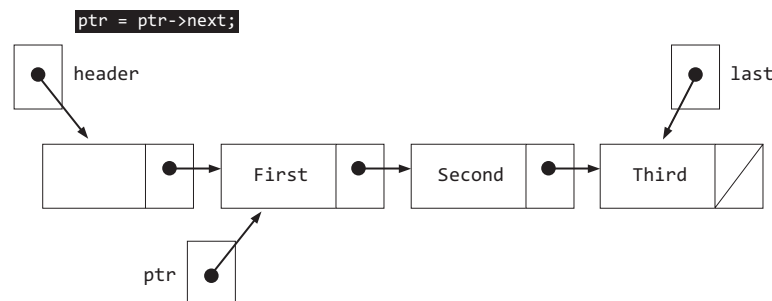 ptr = ptr->next;
header
last
First
Second
Third
ptr